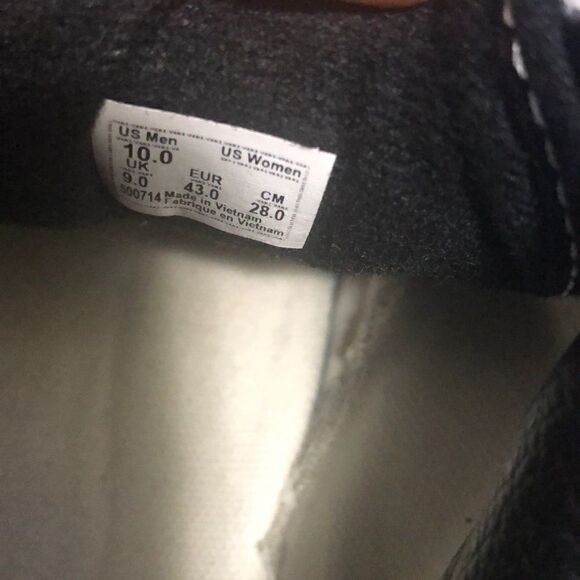 US Men US Women
10.0
UK EUR CM
9.0 43.0 28.0
500714 Made in Vietnam
Fabrique en Vietnam